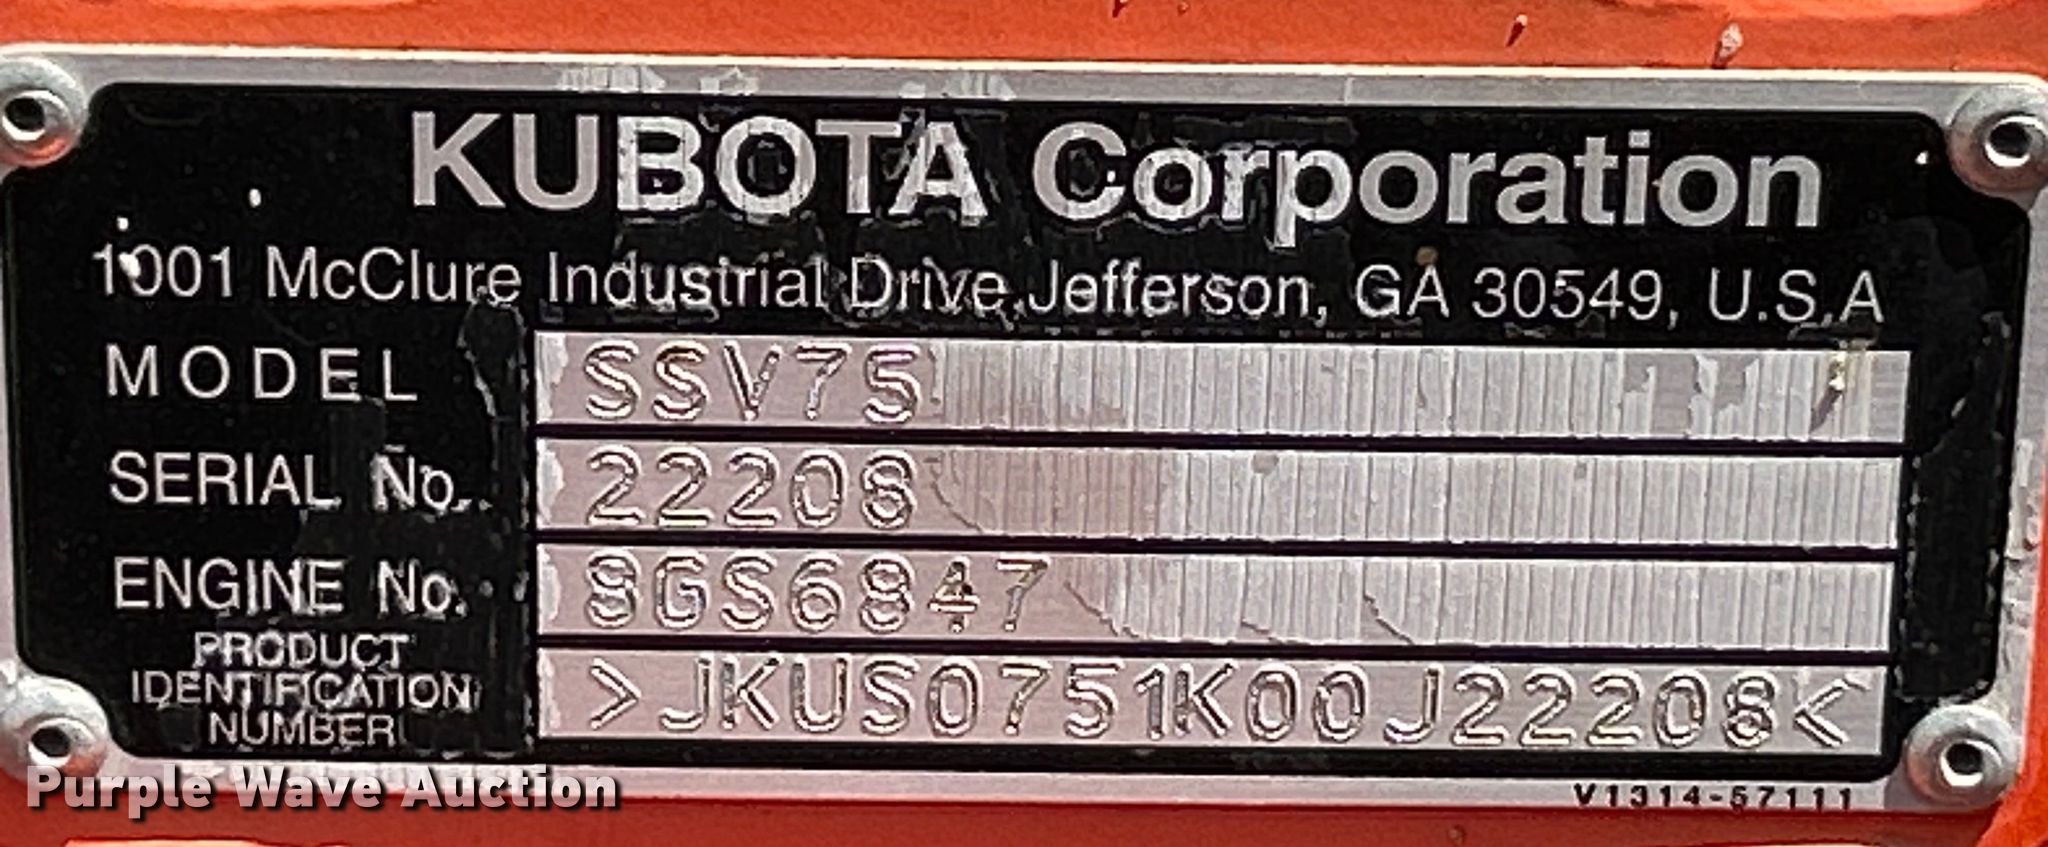 KUBOTA Corporation
1001 McClure Industrial Drive, Jefferson, GA 30549, U.S.A
MODEL SSV75
SERIAL No. 22208
ENGINE No. 8GS6847
PRODUCT
IDENTIFICATION
NUMBER
>JKUS0751K00J22208<
V1314-57111
Purple Wave Auction